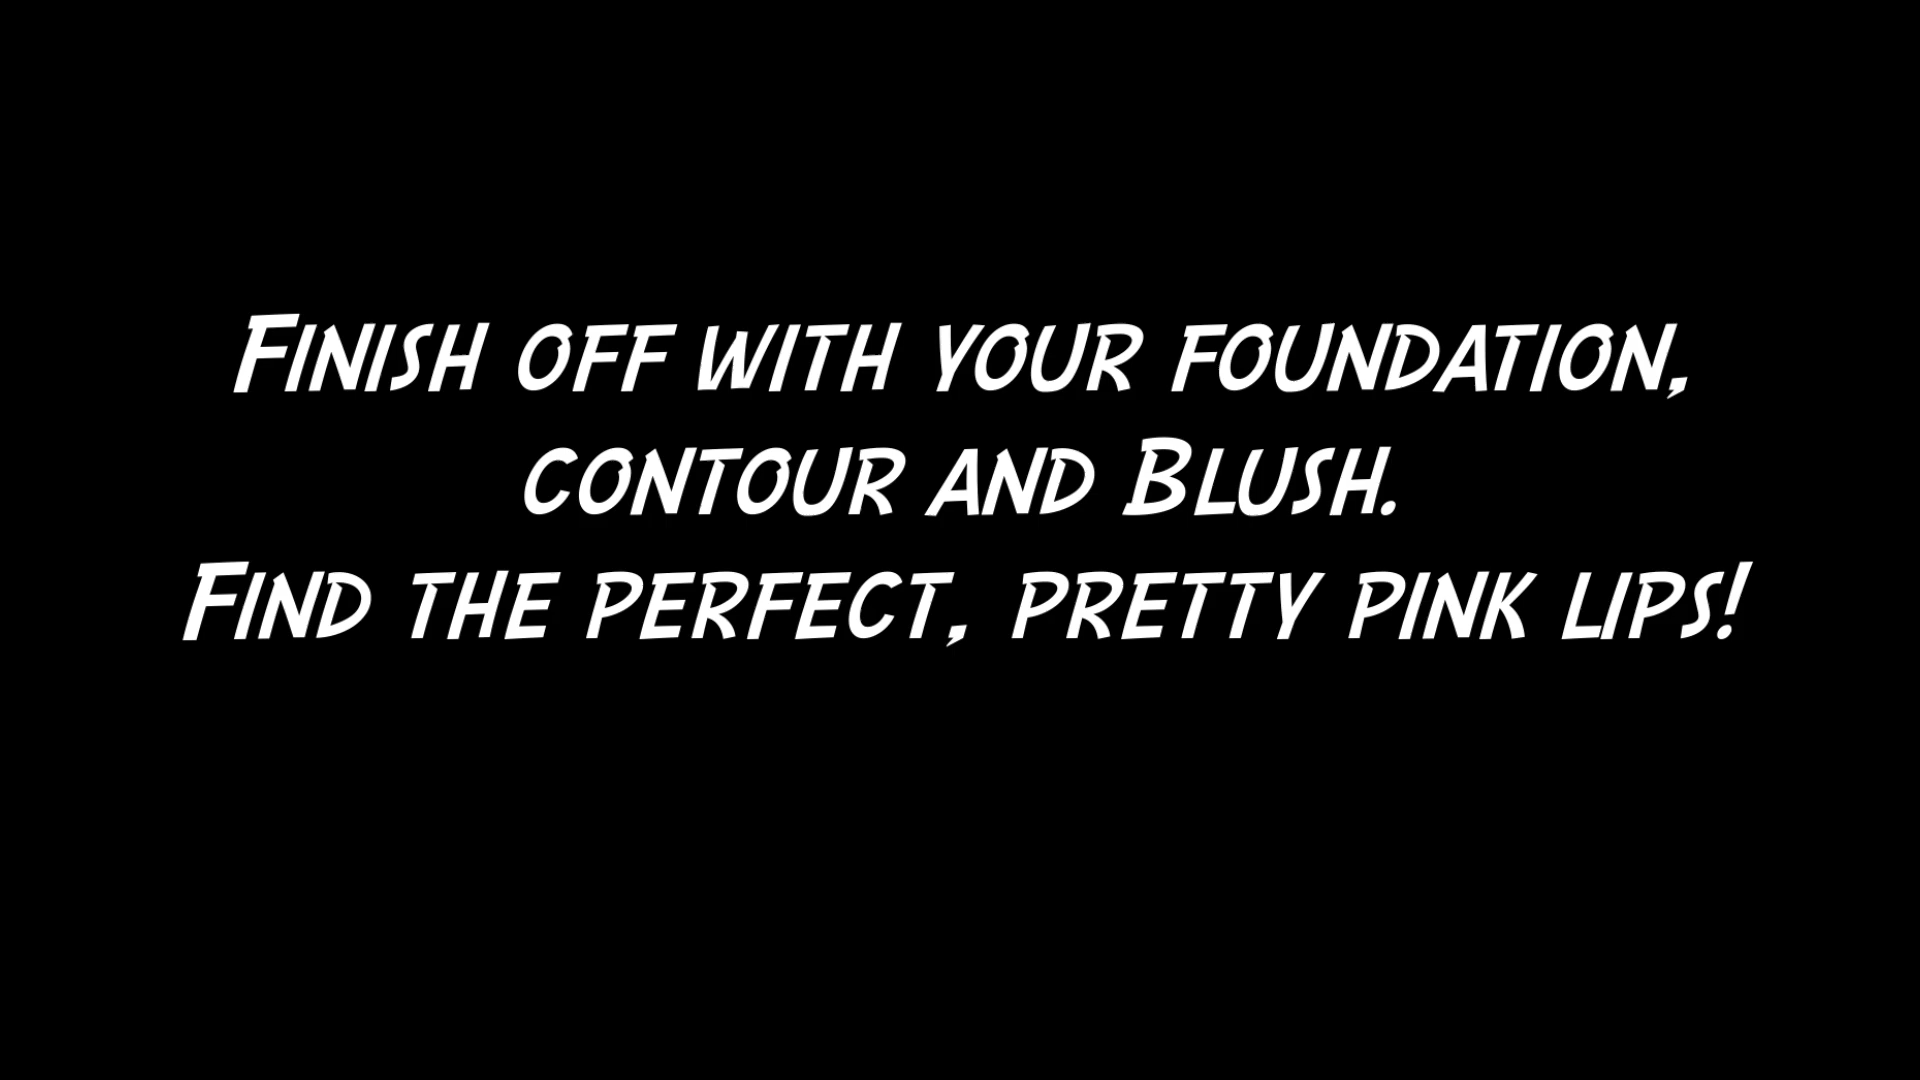 Finish off with your foundation,
contour and Blush.
Find the perfect, pretty pink lips!